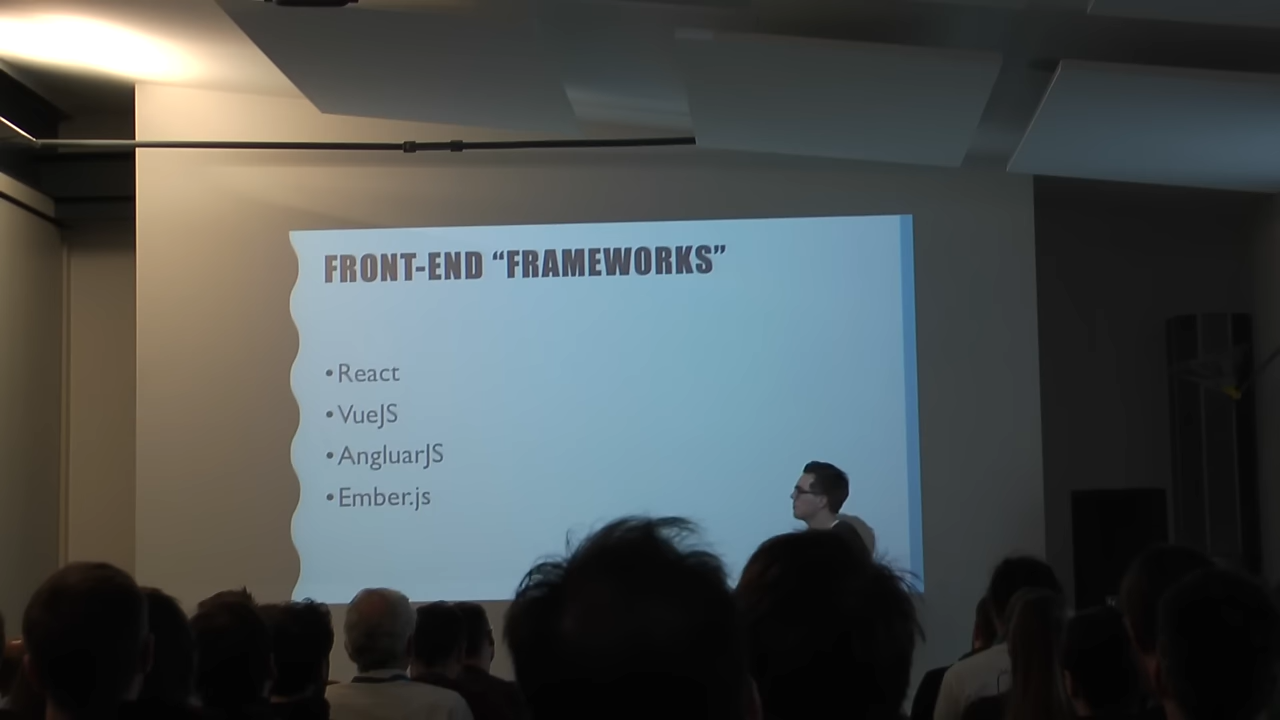 FRONT-END “FRAMEWORKS”
•React
•VueJS
•AngluarJS
•Ember.js